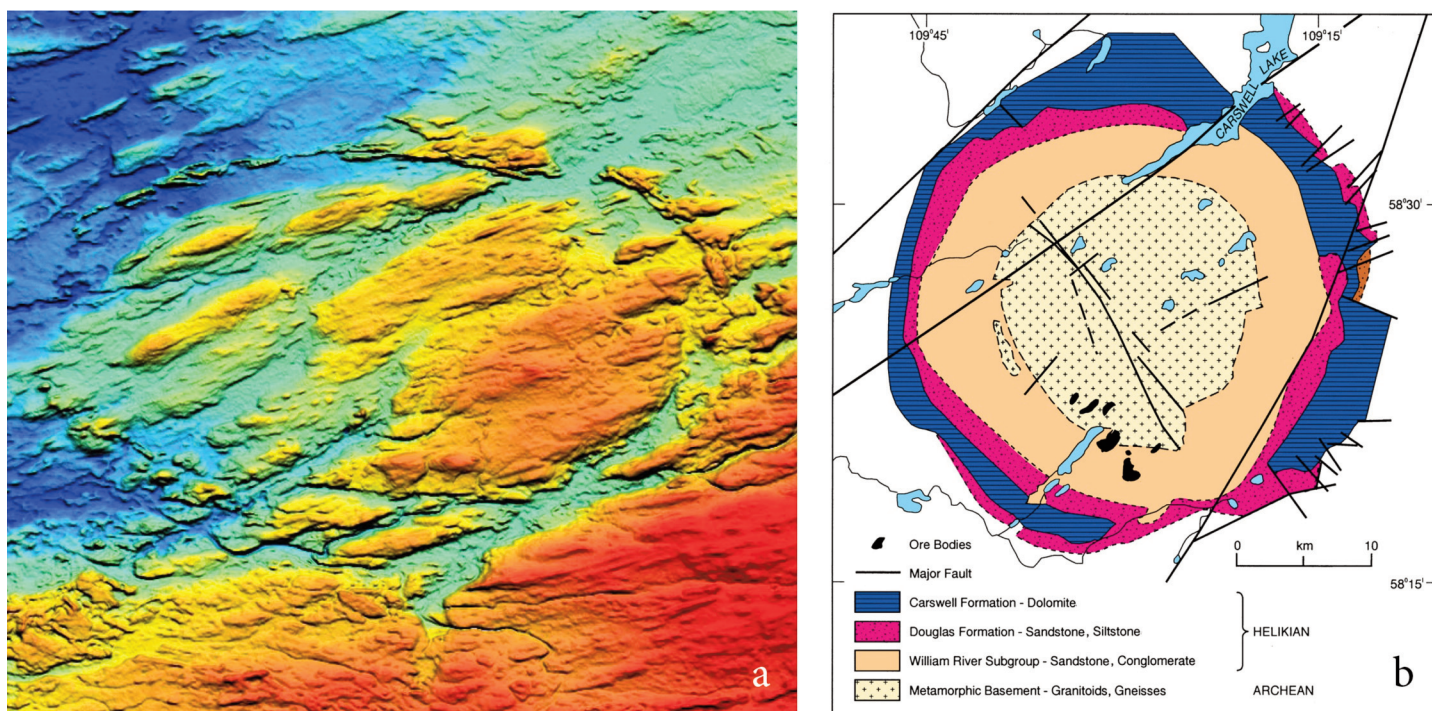 a
109°45'
109°15'
CARSWELL LAKE
58°30'
Ore Bodies
0 km 10
Major Fault
58°15'
Carswell Formation - Dolomite
Douglas Formation - Sandstone, Siltstone
HELIKIAN
William River Subgroup - Sandstone, Conglomerate
Metamorphic Basement - Granitoids, Gneisses
ARCHEAN
b